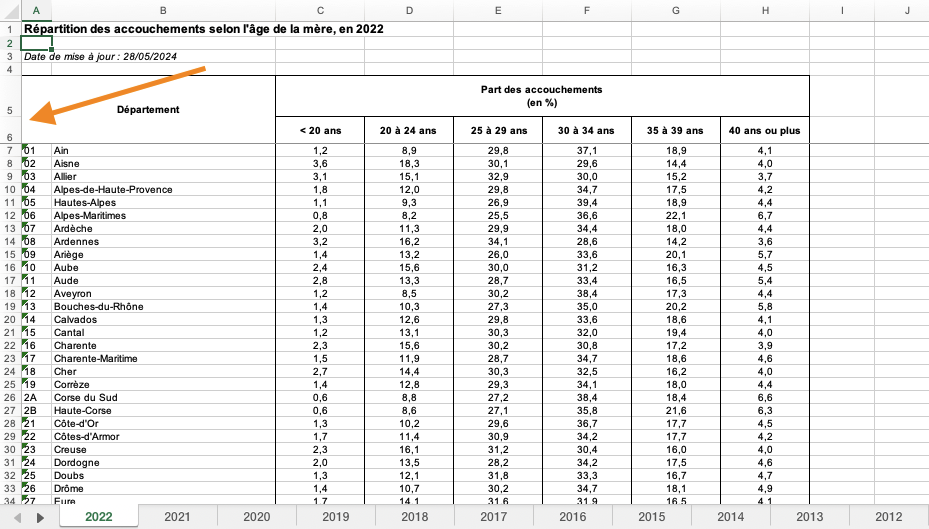 A B C D E F G H I J
1 Répartition des accouchements selon l'âge de la mère, en 2022
2
3 Date de mise à jour : 28/05/2024
4
Part des accouchements
5 Département (en %)
6 < 20 ans 20 à 24 ans 25 à 29 ans 30 à 34 ans 35 à 39 ans 40 ans ou plus
7 01 Ain 1,2 8,9 29,8 37,1 18,9 4,1
8 02 Aisne 3,6 18,3 30,1 29,6 14,4 4,0
9 03 Allier 3,1 15,1 32,9 30,0 15,2 3,7
10 04 Alpes-de-Haute-Provence 1,8 12,0 29,8 34,7 17,5 4,2
11 05 Hautes-Alpes 1,1 9,3 26,9 39,4 18,9 4,4
12 06 Alpes-Maritimes 0,8 8,2 25,5 36,6 22,1 6,7
13 07 Ardèche 2,0 11,3 29,9 34,4 18,0 4,4
14 08 Ardennes 3,2 16,2 34,1 28,6 14,2 3,6
15 09 Ariège 1,4 13,2 26,0 33,6 20,1 5,7
16 10 Aube 2,4 15,6 30,0 31,2 16,3 4,5
17 11 Aude 2,8 13,3 28,7 33,4 16,5 5,4
18 12 Aveyron 1,2 8,5 30,2 38,4 17,3 4,4
19 13 Bouches-du-Rhône 1,4 10,3 27,3 35,0 20,2 5,8
20 14 Calvados 1,3 12,6 29,8 33,6 18,6 4,1
21 15 Cantal 1,2 13,1 30,3 32,0 19,4 4,0
22 16 Charente 2,3 15,6 30,2 30,8 17,2 3,9
23 17 Charente-Maritime 1,5 11,9 28,7 34,7 18,6 4,6
24 18 Cher 2,7 14,4 30,3 32,5 16,2 4,0
25 19 Corrèze 1,4 12,8 29,3 34,1 18,0 4,4
26 2A Corse du Sud 0,6 8,8 27,2 38,4 18,4 6,6
27 2B Haute-Corse 0,6 8,6 27,1 35,8 21,6 6,3
28 21 Côte-d'Or 1,3 10,2 29,6 36,7 17,7 4,5
29 22 Côtes-d'Armor 1,7 11,4 30,9 34,2 17,7 4,2
30 23 Creuse 2,3 16,1 31,2 30,4 16,0 4,0
31 24 Dordogne 2,0 13,5 28,2 34,2 17,5 4,6
32 25 Doubs 1,3 12,1 31,8 33,3 16,7 4,7
33 26 Drôme 1,4 10,7 30,2 34,7 18,1 4,9
34 27 Eure 1,7 14,1 31,6 31,9 16,5 4,1
2022 2021 2020 2019 2018 2017 2016 2015 2014 2013 2012